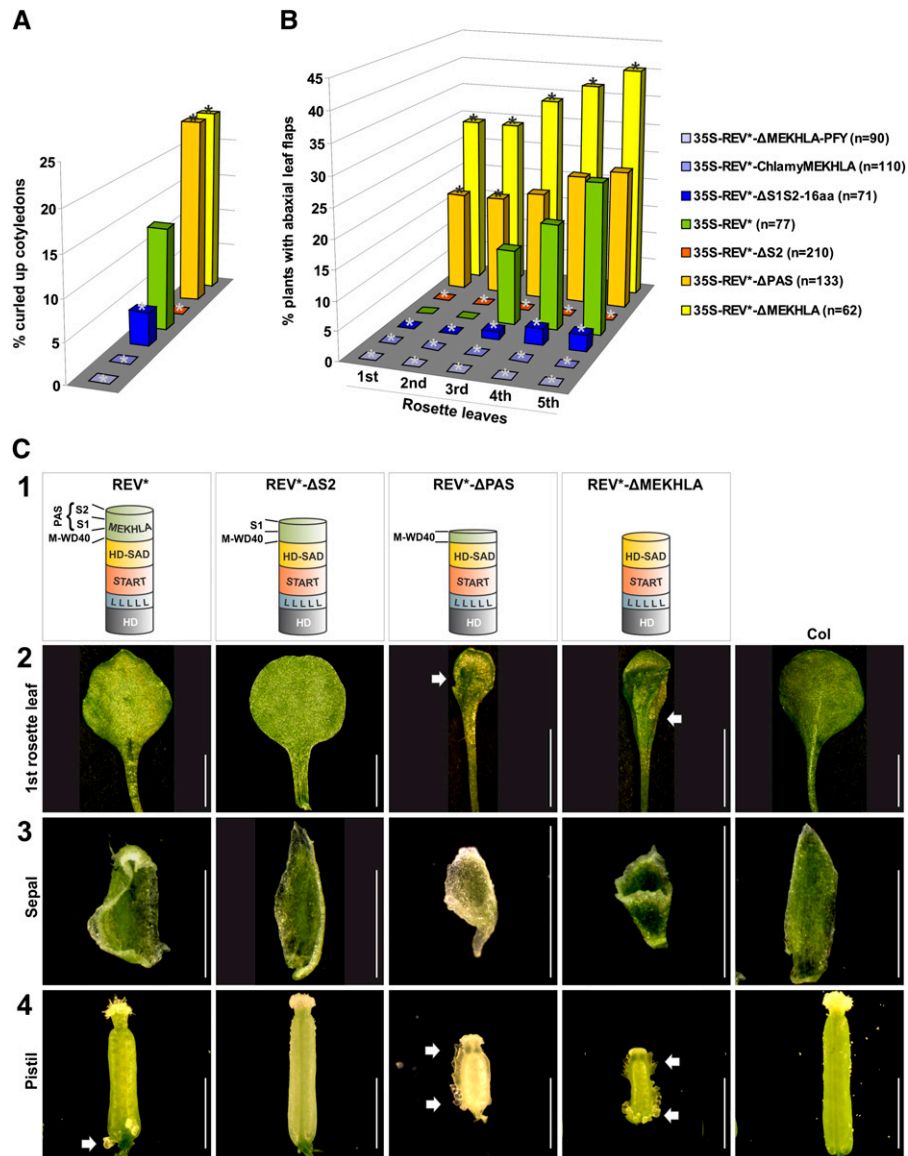 A
B
% curled up cotyledons
25
20
15
10
5
0
*
*
*
*
*
*
% plants with abaxial leaf flaps
45
40
35
30
25
20
15
10
5
0
1st
2nd
3rd
4th
5th
Rosette leaves
35S-REV*-ΔMEKHLA-PFY (n=90)
35S-REV*-ChlamyMEKHLA (n=110)
35S-REV*-ΔS1S2-16aa (n=71)
35S-REV* (n=77)
35S-REV*-ΔS2 (n=210)
35S-REV*-ΔPAS (n=133)
35S-REV*-ΔMEKHLA (n=62)
C
1
REV*
PAS { S2
S1
M-WD40
MEKHLA
HD-SAD
START
LLLLL
HD
REV*-ΔS2
S1
M-WD40
HD-SAD
START
LLLLL
HD
REV*-ΔPAS
M-WD40
HD-SAD
START
LLLLL
HD
REV*-ΔMEKHLA
HD-SAD
START
LLLLL
HD
Col
2
1st rosette leaf
3
Sepal
4
Pistil